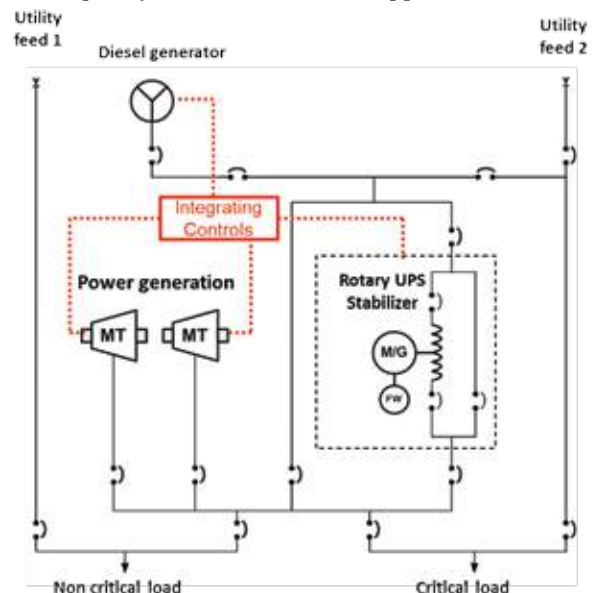 Utility
feed 1
Utility
feed 2
Diesel generator
Integrating
Controls
Power generation
Rotary UPS
Stabilizer
MT
MT
M/G
FW
Non critical load
Critical load